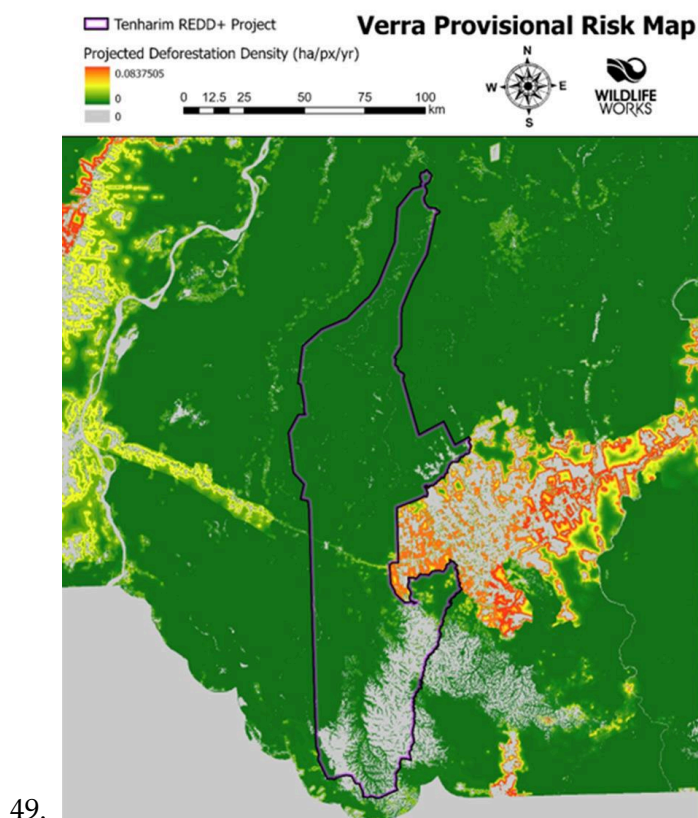 Tenharim REDD+ Project
Verra Provisional Risk Map
Projected Deforestation Density (ha/px/yr)
0.0837505
0
0
0 12.5 25 50 75 100
km
N
W E
S
WILDLIFE
WORKS
49.